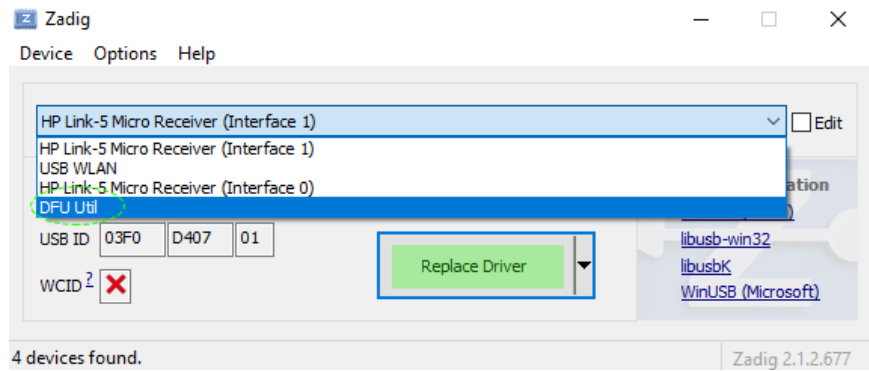 Zadig
Device Options Help
HP Link-5 Micro Receiver (Interface 1)
Edit
HP Link-5 Micro Receiver (Interface 1)
USB WLAN
HP Link-5 Micro Receiver (Interface 0)
DFU Util
ation
USB ID 03F0 D407 01
libusb-win32
Replace Driver
libusbK
WCID ?
WinUSB (Microsoft)
4 devices found.
Zadig 2.1.2.677